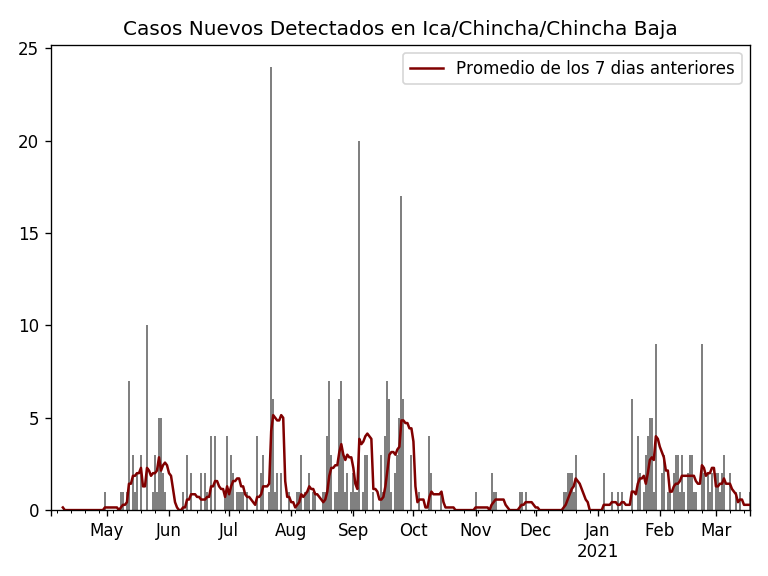 Casos Nuevos Detectados en Ica/Chincha/Chincha Baja
Promedio de los 7 dias anteriores
25
20
15
10
5
0
May Jun Jul Aug Sep Oct Nov Dec Jan Feb Mar
2021